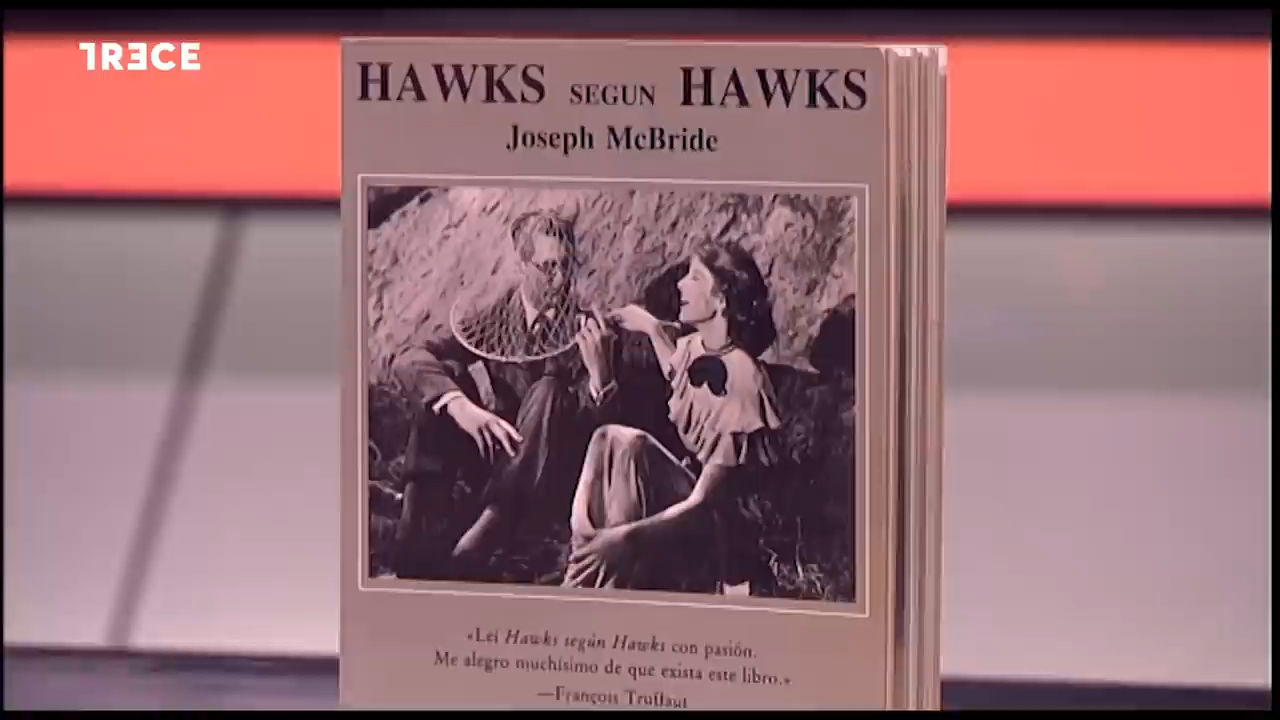 TRECE
HAWKS SEGUN HAWKS
Joseph McBride
«Leí Hawks según Hawks con pasión.
Me alegro muchísimo de que exista este libro.»
—François Truffaut